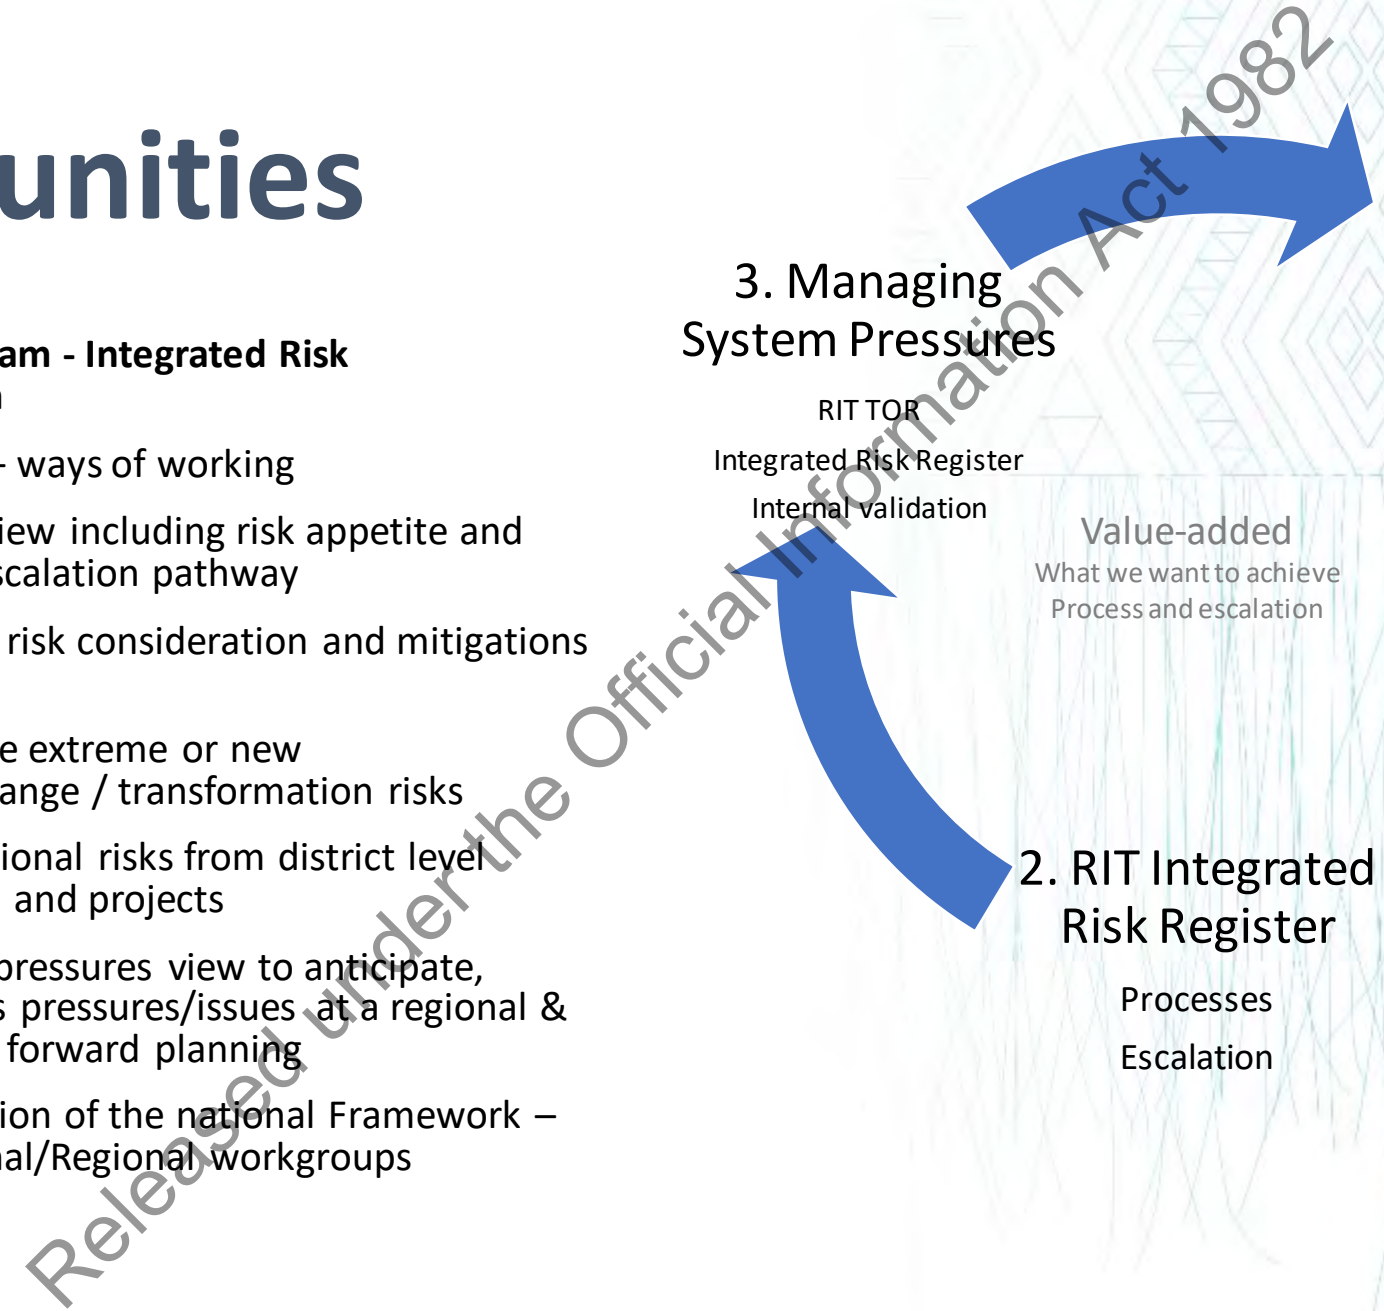 unities
am - Integrated Risk
- ways of working
iew including risk appetite and
scalation pathway
risk consideration and mitigations
e extreme or new
ange / transformation risks
ional risks from district level
and projects
pressures view to anticipate,
s pressures/issues at a regional &
forward planning
ion of the national Framework –
nal/Regional workgroups
3. Managing
System Pressures
RIT TOR
Integrated Risk Register
Internal validation
Value-added
What we want to achieve
Process and escalation
2. RIT Integrated
Risk Register
Processes
Escalation
Released under the Official Information Act 1982